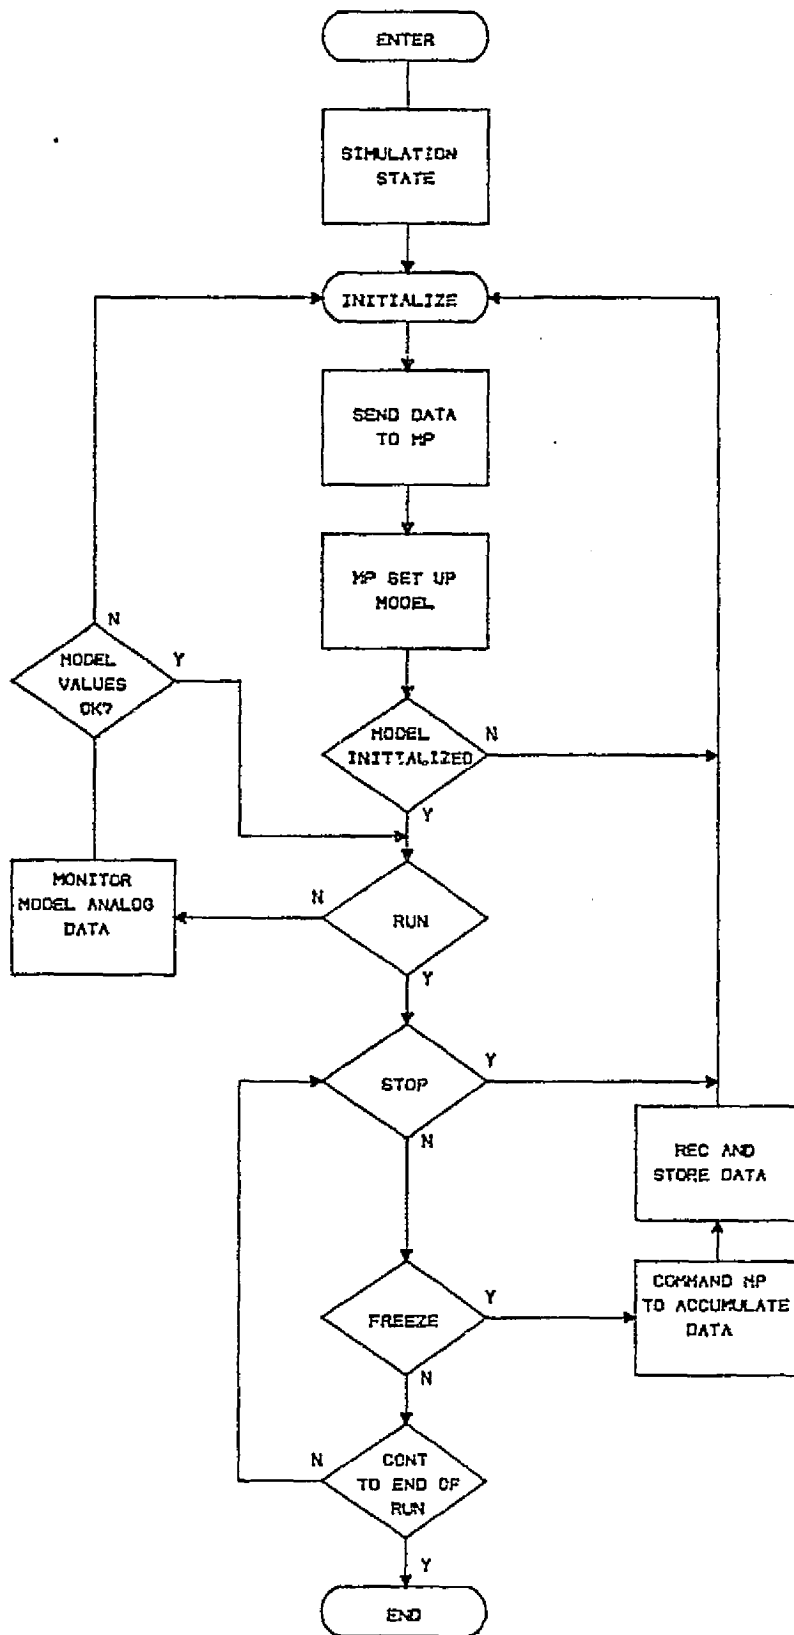 ENTER
SIMULATION
STATE
INITIALIZE
SEND DATA
TO MP
MP SET UP
MODEL
N
MODEL
VALUES
OK?
Y
MODEL
INITIALIZED
N
Y
MONITOR
MODEL ANALOG
DATA
N
RUN
Y
STOP
Y
N
REC AND
STORE DATA
FREEZE
Y
COMMAND MP
TO ACCUMULATE
DATA
N
CONT
TO END OF
RUN
N
Y
END